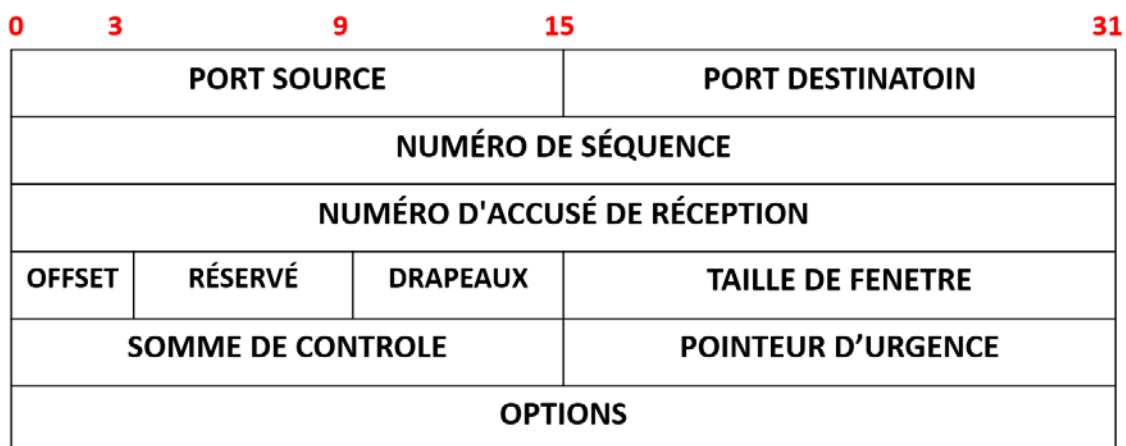 0 3 9 15 31
PORT SOURCE PORT DESTINATOIN
NUMÉRO DE SÉQUENCE
NUMÉRO D'ACCUSÉ DE RÉCEPTION
OFFSET RÉSERVÉ DRAPEAUX TAILLE DE FENETRE
SOMME DE CONTROLE POINTEUR D’URGENCE
OPTIONS